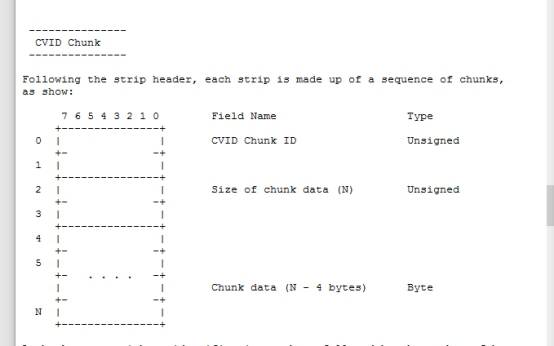 ---------------
CVID Chunk
---------------
Following the strip header, each strip is made up of a sequence of chunks,
as show:
7 6 5 4 3 2 1 0 Field Name Type
+---------------+
0 | | CVID Chunk ID Unsigned
+- -+
1 | |
+---------------+
2 | | Size of chunk data (N) Unsigned
+- -+
3 | |
+---------------+
4 | |
+- -+
5 | |
+- . . . . -+
| | Chunk data (N - 4 bytes) Byte
+- -+
N | |
+---------------+